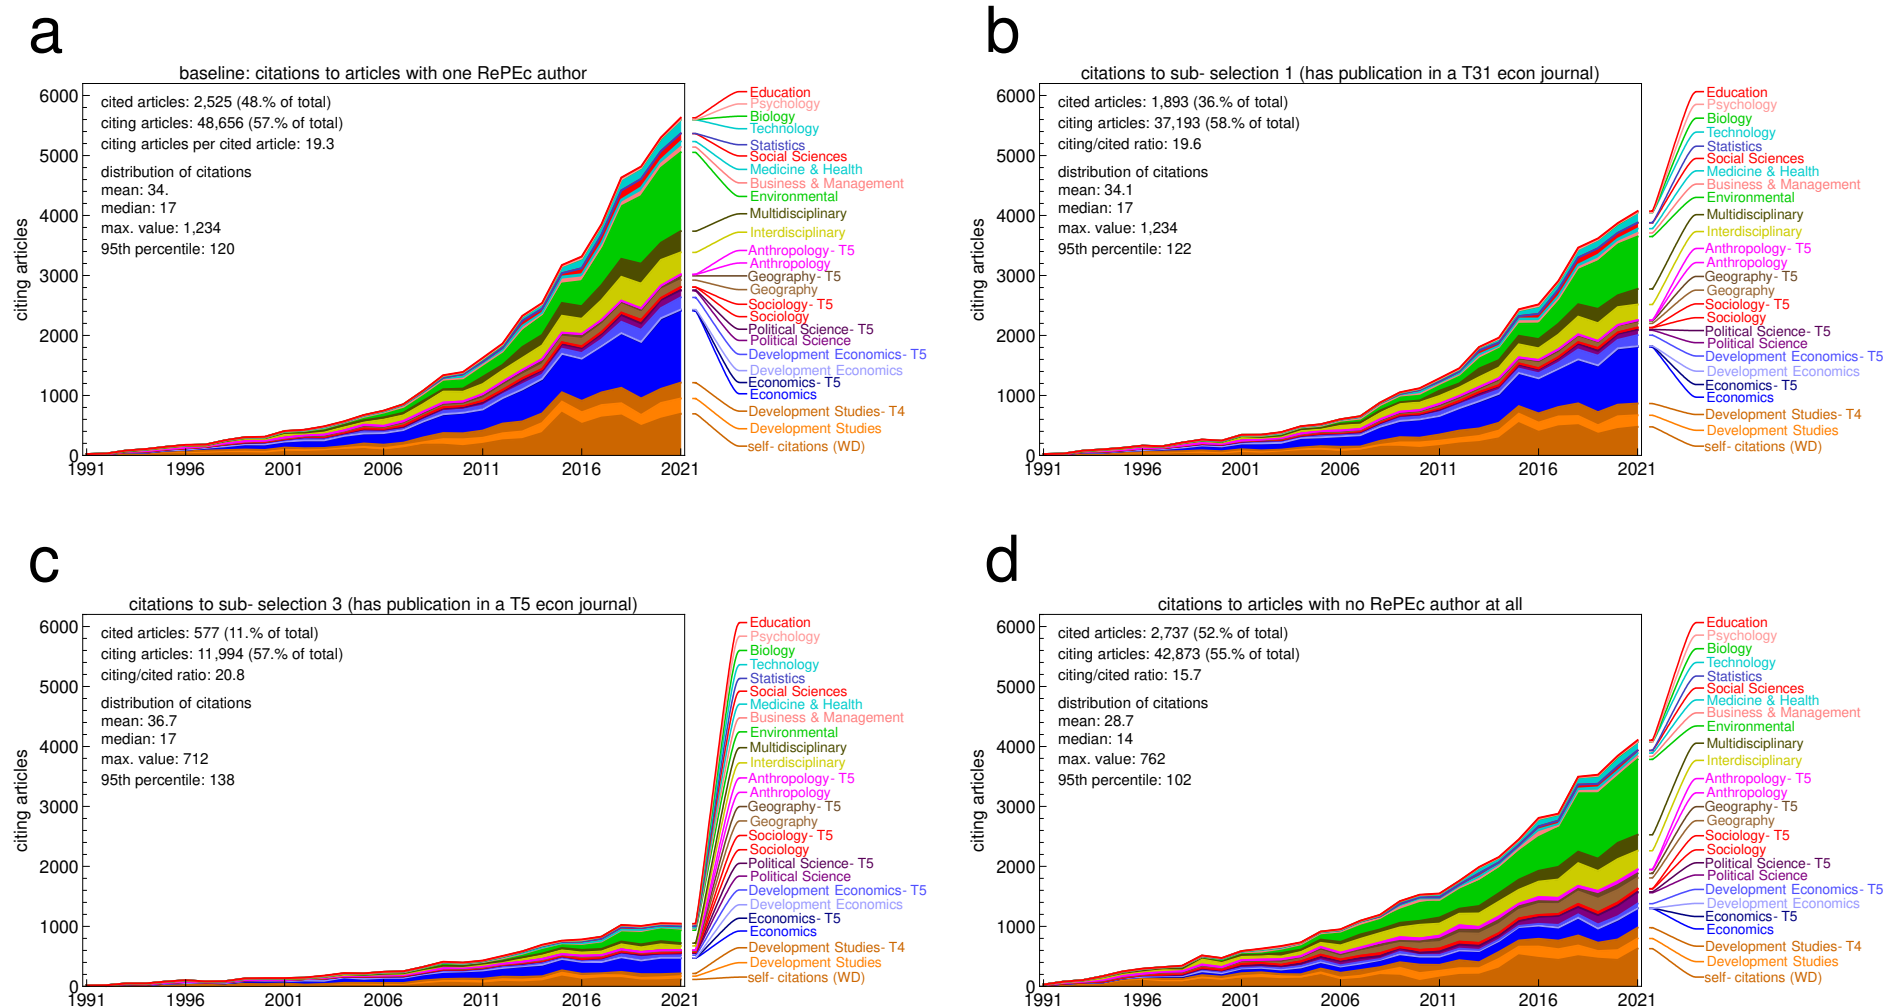 a
baseline: citations to articles with one RePEc author
citing articles
6000
5000
4000
3000
2000
1000
0
1991
1996
2001
2006
2011
2016
2021
cited articles: 2,525 (48.% of total)
citing articles: 48,656 (57.% of total)
citing articles per cited article: 19.3
distribution of citations
mean: 34.
median: 17
max. value: 1,234
95th percentile: 120
Education
Psychology
Biology
Technology
Statistics
Social Sciences
Medicine & Health
Business & Management
Environmental
Multidisciplinary
Interdisciplinary
Anthropology- T5
Anthropology
Geography- T5
Geography
Sociology- T5
Sociology
Political Science- T5
Political Science
Development Economics- T5
Development Economics
Economics- T5
Economics
Development Studies- T4
Development Studies
self- citations (WD)
b
citations to sub- selection 1 (has publication in a T31 econ journal)
citing articles
6000
5000
4000
3000
2000
1000
0
1991
1996
2001
2006
2011
2016
2021
cited articles: 1,893 (36.% of total)
citing articles: 37,193 (58.% of total)
citing/cited ratio: 19.6
distribution of citations
mean: 34.1
median: 17
max. value: 1,234
95th percentile: 122
Education
Psychology
Biology
Technology
Statistics
Social Sciences
Medicine & Health
Business & Management
Environmental
Multidisciplinary
Interdisciplinary
Anthropology- T5
Anthropology
Geography- T5
Geography
Sociology- T5
Sociology
Political Science- T5
Political Science
Development Economics- T5
Development Economics
Economics- T5
Economics
Development Studies- T4
Development Studies
self- citations (WD)
c
citations to sub- selection 3 (has publication in a T5 econ journal)
citing articles
6000
5000
4000
3000
2000
1000
0
1991
1996
2001
2006
2011
2016
2021
cited articles: 577 (11.% of total)
citing articles: 11,994 (57.% of total)
citing/cited ratio: 20.8
distribution of citations
mean: 36.7
median: 17
max. value: 712
95th percentile: 138
Education
Psychology
Biology
Technology
Statistics
Social Sciences
Medicine & Health
Business & Management
Environmental
Multidisciplinary
Interdisciplinary
Anthropology- T5
Anthropology
Geography- T5
Geography
Sociology- T5
Sociology
Political Science- T5
Political Science
Development Economics- T5
Development Economics
Economics- T5
Economics
Development Studies- T4
Development Studies
self- citations (WD)
d
citations to articles with no RePEc author at all
citing articles
6000
5000
4000
3000
2000
1000
0
1991
1996
2001
2006
2011
2016
2021
cited articles: 2,737 (52.% of total)
citing articles: 42,873 (55.% of total)
citing/cited ratio: 15.7
distribution of citations
mean: 28.7
median: 14
max. value: 762
95th percentile: 102
Education
Psychology
Biology
Technology
Statistics
Social Sciences
Medicine & Health
Business & Management
Environmental
Multidisciplinary
Interdisciplinary
Anthropology- T5
Anthropology
Geography- T5
Geography
Sociology- T5
Sociology
Political Science- T5
Political Science
Development Economics- T5
Development Economics
Economics- T5
Economics
Development Studies- T4
Development Studies
self- citations (WD)